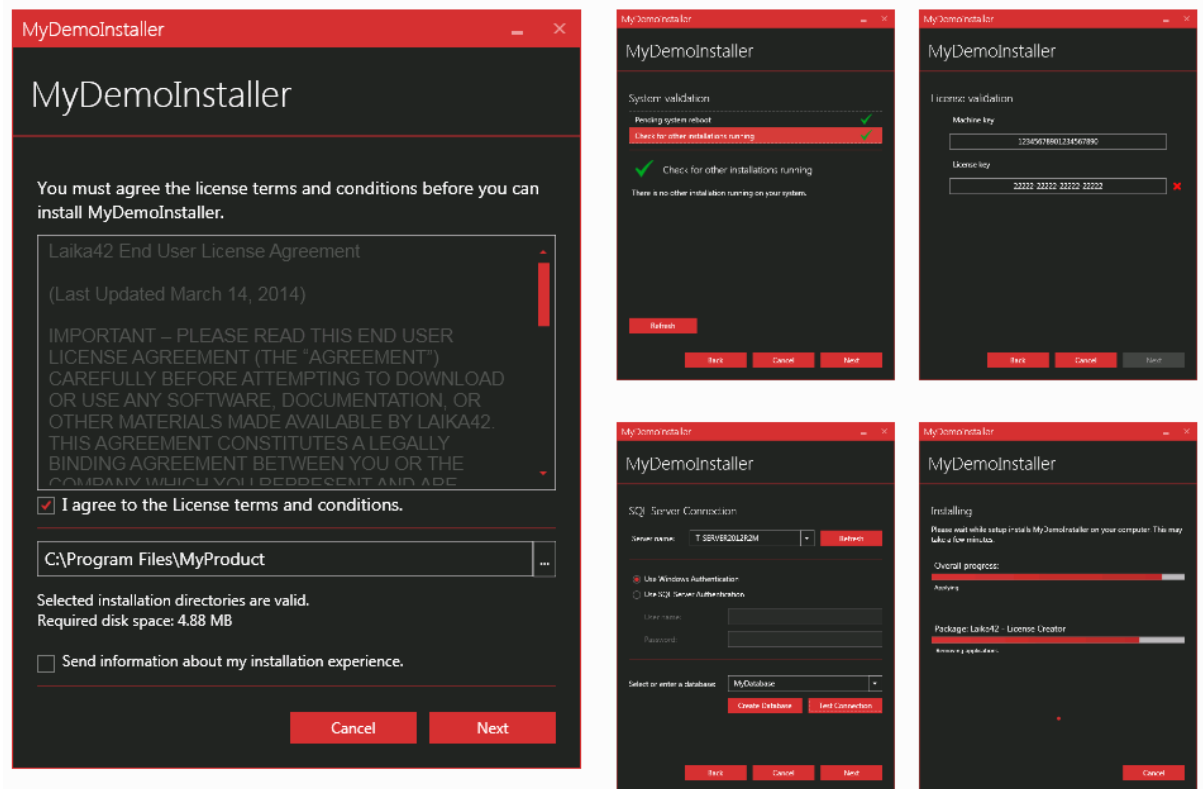 MyDemoInstaller
MyDemoInstaller
You must agree the license terms and conditions before you can
install MyDemoInstaller.
Laika42 End User License Agreement
(Last Updated March 14, 2014)
IMPORTANT – PLEASE READ THIS END USER
LICENSE AGREEMENT (THE “AGREEMENT”)
CAREFULLY BEFORE ATTEMPTING TO DOWNLOAD
OR USE ANY SOFTWARE, DOCUMENTATION, OR
OTHER MATERIALS MADE AVAILABLE BY LAIKA42.
THIS AGREEMENT CONSTITUTES A LEGALLY
BINDING AGREEMENT BETWEEN YOU OR THE
COMPANY WHICH YOU REPRESENT AND ARE
I agree to the License terms and conditions.
C:\Program Files\MyProduct
...
Selected installation directories are valid.
Required disk space: 4.88 MB
Send information about my installation experience.
Cancel Next
MyDemoInstaller
MyDemoInstaller
System validation
Pending system reboot
Check for other installations running
Check for other installations running
There is no other installation running on your system.
Refresh
Back Cancel Next
MyDemoInstaller
MyDemoInstaller
License validation
Machine key
12345678901234567890
License key
22222-22222-22222-22222
Back Cancel Next
MyDemoInstaller
MyDemoInstaller
SQL Server Connection
Server name: T-SERVER2012R2M Refresh
Use Windows Authentication
Use SQL Server Authentication
User name:
Password:
Select or enter a database: MyDatabase
Create Database Test Connection
Back Cancel Next
MyDemoInstaller
MyDemoInstaller
Installing
Please wait while setup installs MyDemoInstaller on your computer. This may
take a few minutes.
Overall progress:
Applying
Package: Laika42 - License Creator
Removing applications
Cancel